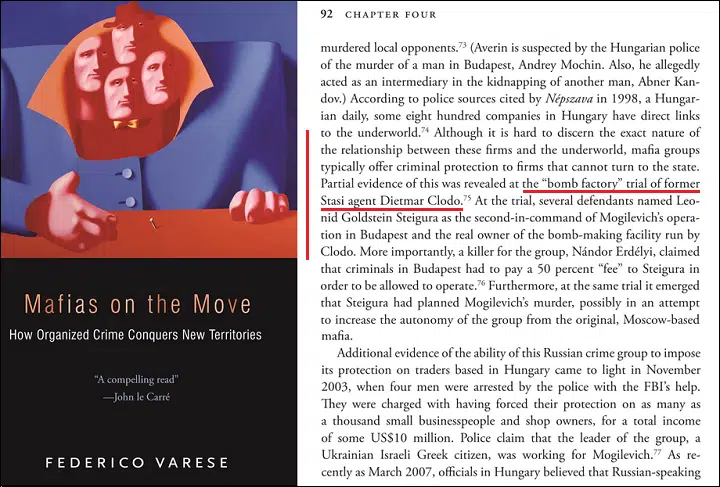 Mafias on the Move
How Organized Crime Conquers New Territories
“A compelling read”
—John le Carré
FEDERICO VARESE
92 CHAPTER FOUR
murdered local opponents.73 (Averin is suspected by the Hungarian police
of the murder of a man in Budapest, Andrey Mochin. Also, he allegedly
acted as an intermediary in the kidnapping of another man, Abner Kan-
dov.) According to police sources cited by Népszava in 1998, a Hungar-
ian daily, some eight hundred companies in Hungary have direct links
to the underworld.74 Although it is hard to discern the exact nature of
the relationship between these firms and the underworld, mafia groups
typically offer criminal protection to firms that cannot turn to the state.
Partial evidence of this was revealed at the “bomb factory” trial of former
Stasi agent Dietmar Clodo.75 At the trial, several defendants named Leo-
nid Goldstein Steigura as the second-in-command of Mogilevich’s opera-
tion in Budapest and the real owner of the bomb-making facility run by
Clodo. More importantly, a killer for the group, Nándor Erdélyi, claimed
that criminals in Budapest had to pay a 50 percent “fee” to Steigura in
order to be allowed to operate.76 Furthermore, at the same trial it emerged
that Steigura had planned Mogilevich’s murder, possibly in an attempt
to increase the autonomy of the group from the original, Moscow-based
mafia.
Additional evidence of the ability of this Russian crime group to impose
its protection on traders based in Hungary came to light in November
2003, when four men were arrested by the police with the FBI’s help.
They were charged with having forced their protection on as many as
a thousand small businesspeople and shop owners, for a total income
of some US$10 million. Police claim that the leader of the group, a
Ukrainian Israeli Greek citizen, was working for Mogilevich.77 As re-
cently as March 2007, officials in Hungary believed that Russian-speaking